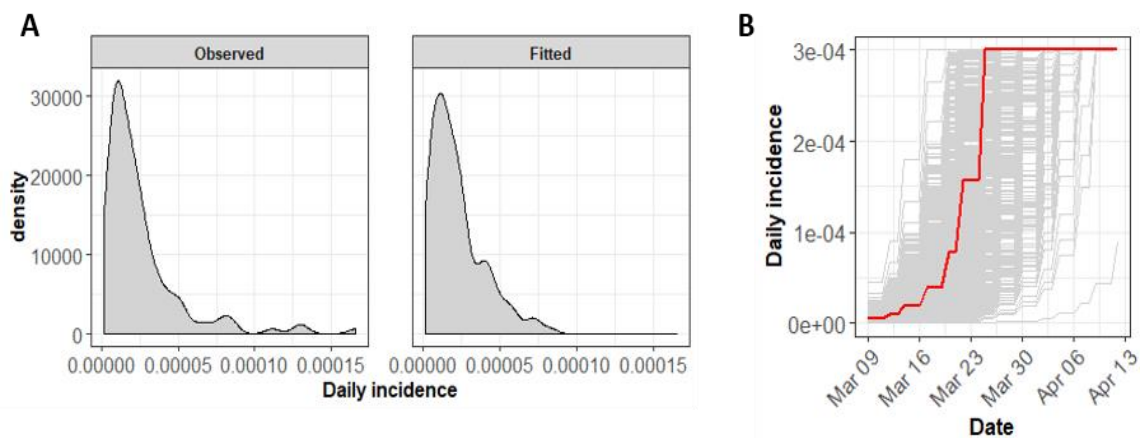 A
Observed
Fitted
density
30000
20000
10000
0
0.00000 0.00005 0.00010 0.00015
0.00000 0.00005 0.00010 0.00015
Daily incidence
B
Daily incidence
3e-04
2e-04
1e-04
0e+00
Mar 09
Mar 16
Mar 23
Mar 30
Apr 06
Apr 13
Date